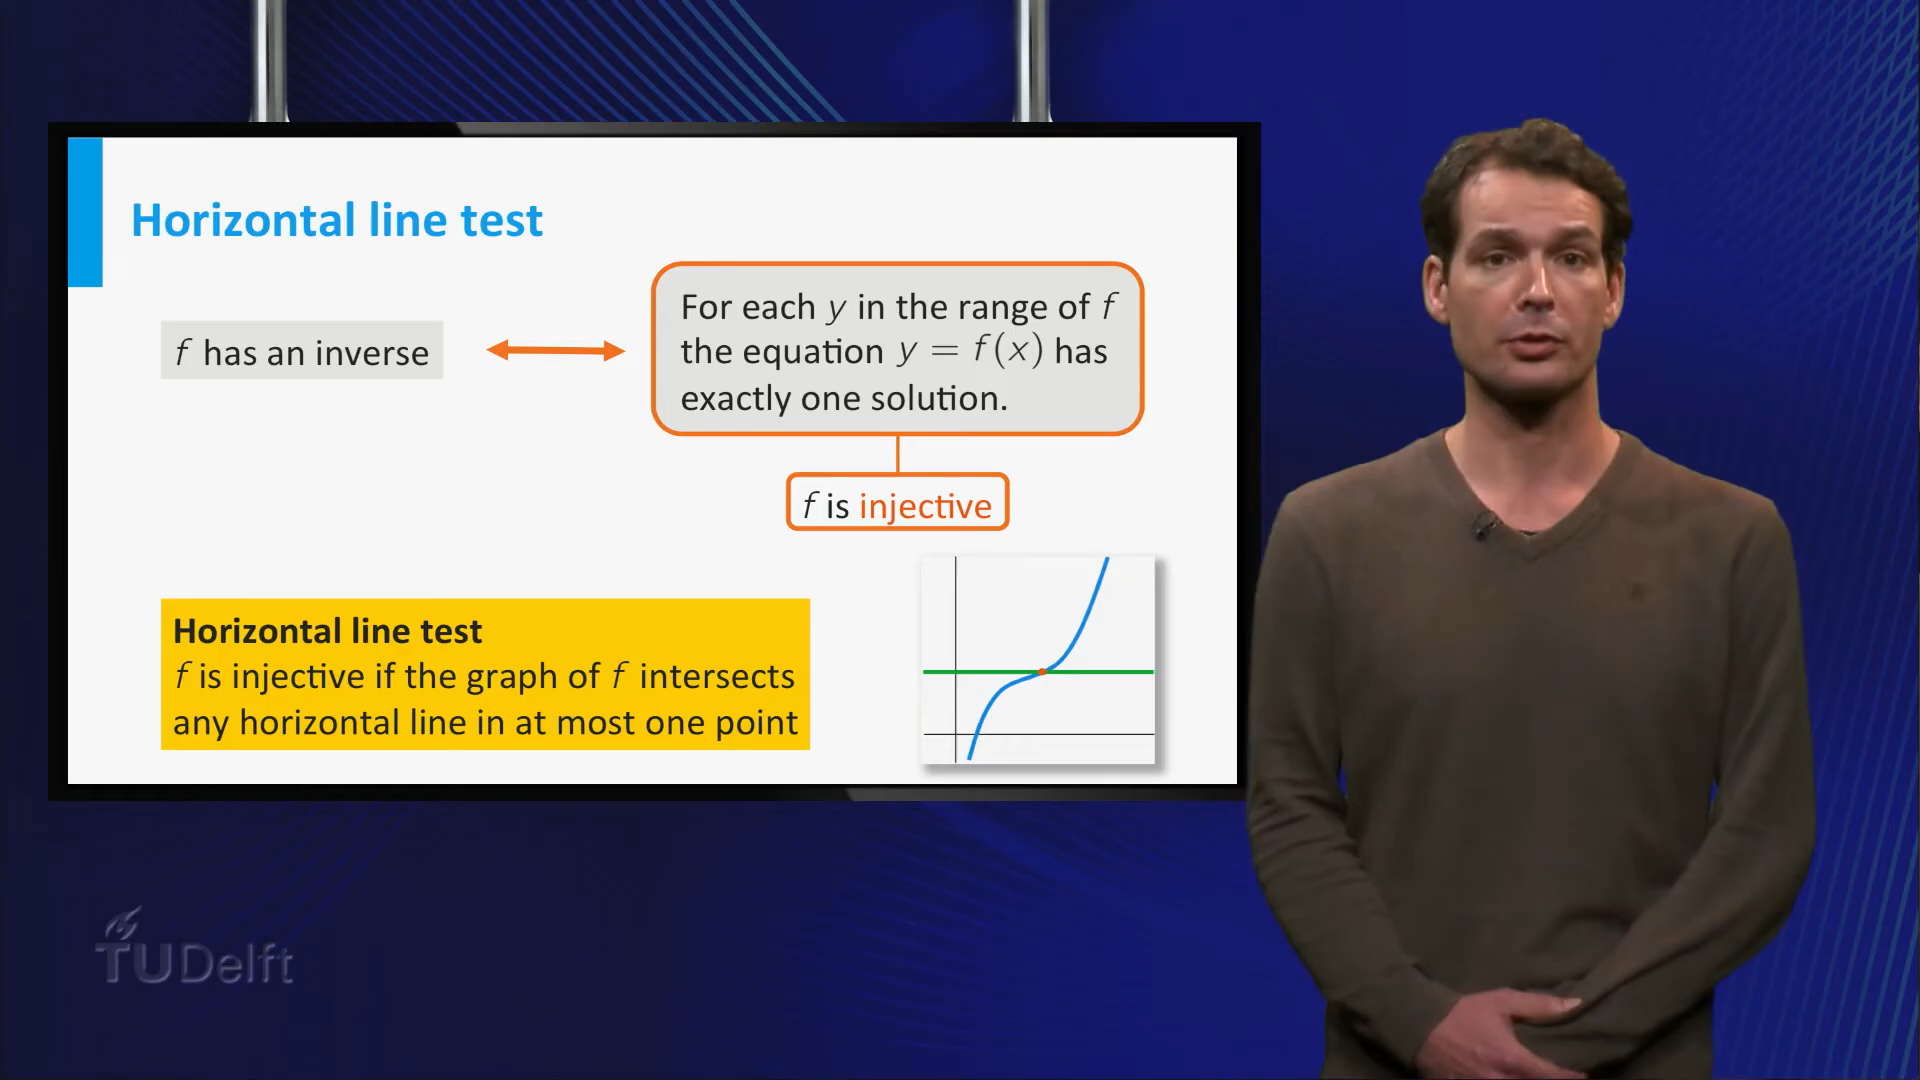 Horizontal line test
f has an inverse
For each y in the range of f
the equation y = f(x) has
exactly one solution.
f is injective
Horizontal line test
f is injective if the graph of f intersects
any horizontal line in at most one point
TUDelft